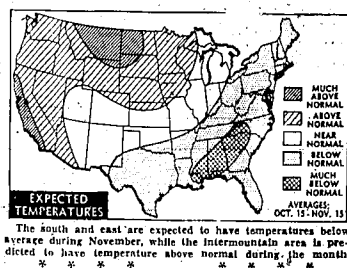 MUCH
ABOVE
NORMAL
ABOVE
NORMAL
NEAR
NORMAL
BELOW
NORMAL
MUCH
BELOW
NORMAL
AVERAGES:
OCT. 15 - NOV. 15
EXPECTED
TEMPERATURES
The south and east are expected to have temperatures below
average during November, while the intermountain area is pre-
dicted to have temperature above normal during the month
* * * * * * * *